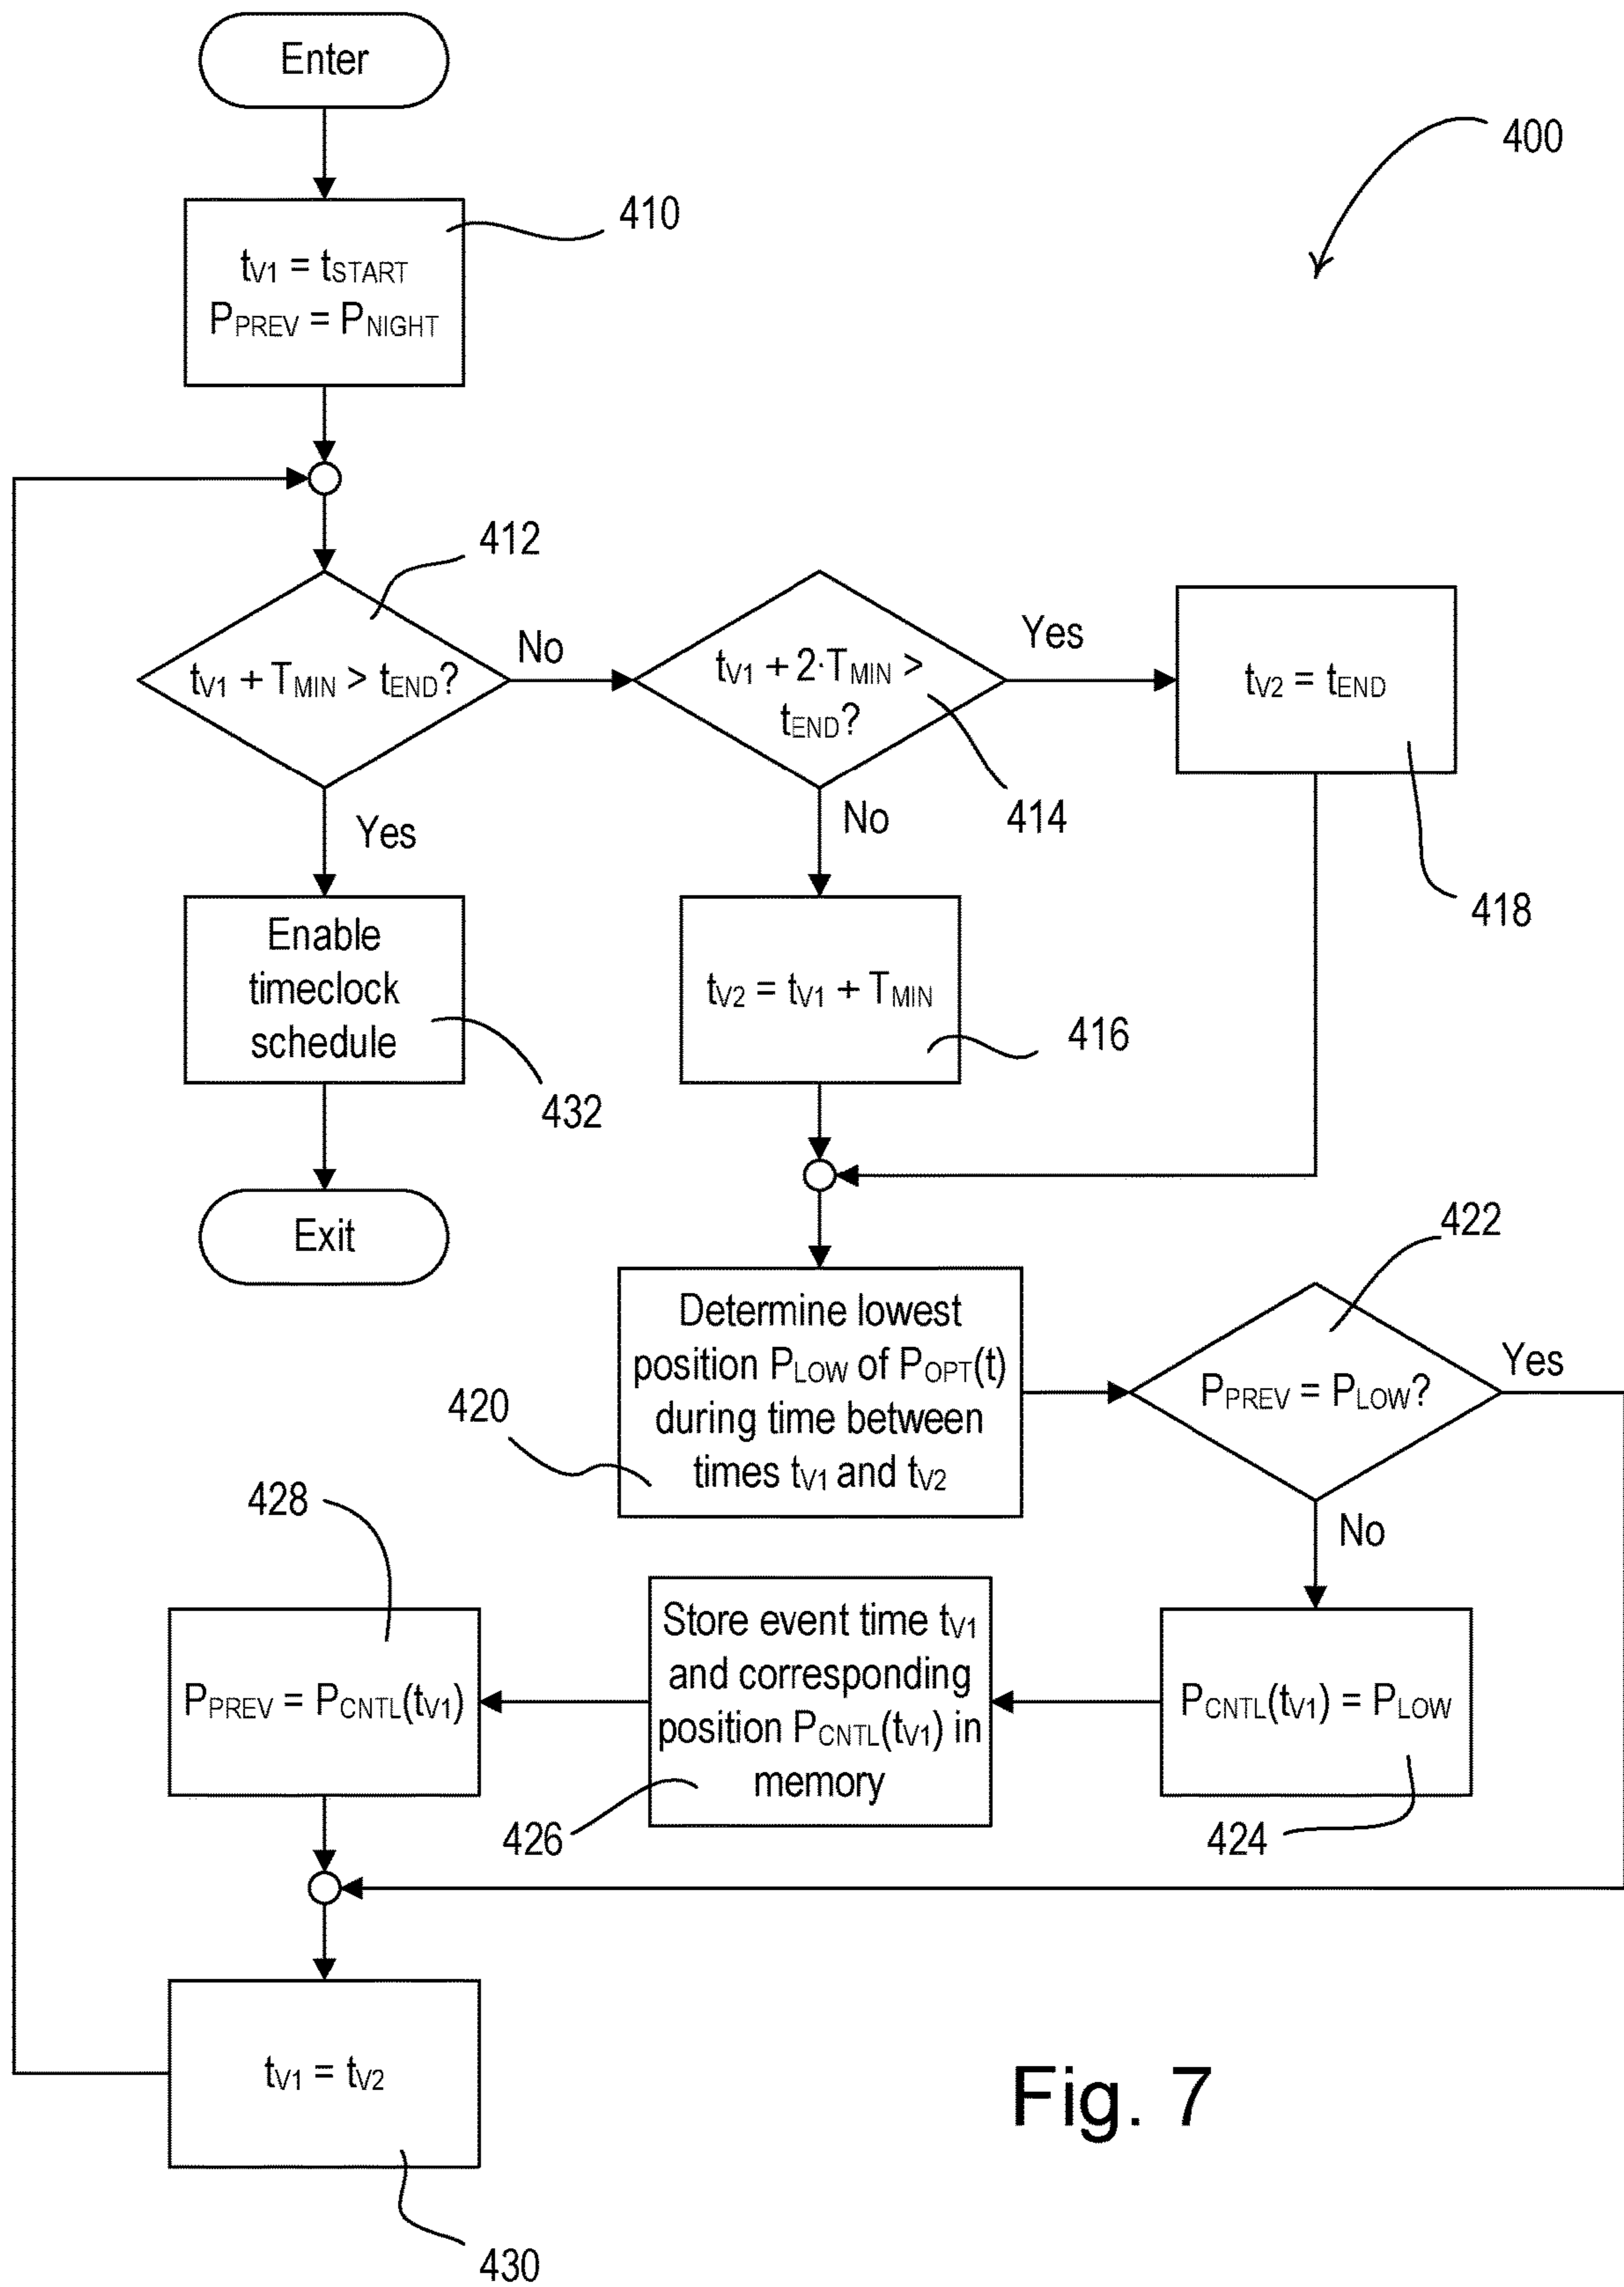 Enter
400
410
tV1 = tSTART
PPREV = PNIGHT
412
tV1 + TMIN > tEND?
No
tV1 + 2·TMIN >
tEND?
414
Yes
tV2 = tEND
418
Yes
No
Enable
timeclock
schedule
432
tV2 = tV1 + TMIN
416
Exit
Determine lowest
position PLOW of POPT(t)
during time between
times tV1 and tV2
420
422
PPREV = PLOW?
Yes
No
428
PPREV = PCNTL(tV1)
Store event time tV1
and corresponding
position PCNTL(tV1) in
memory
426
PCNTL(tV1) = PLOW
424
tV1 = tV2
430
Fig. 7